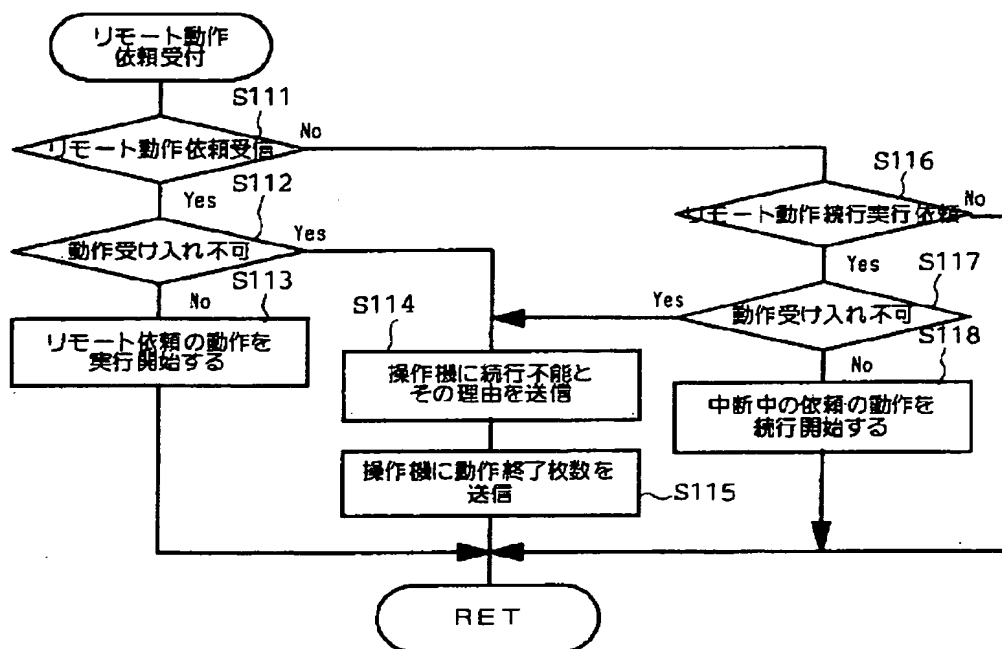 リモート動作
依頼受付
S111
リモート動作依頼受信
No
Yes
S112
動作受け入れ不可
Yes
No
S113
リモート依頼の動作を
実行開始する
S114
操作機に続行不能と
その理由を送信
操作機に動作終了枚数を
送信
S115
S116
リモート動作続行実行依頼
No
Yes
S117
動作受け入れ不可
Yes
No
S118
中断中の依頼の動作を
続行開始する
RET